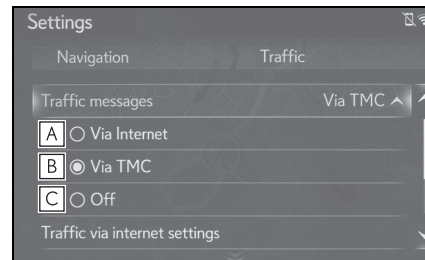 Settings
Navigation Traffic
Traffic messages Via TMC
A Via Internet
B Via TMC
C Off
Traffic via internet settings